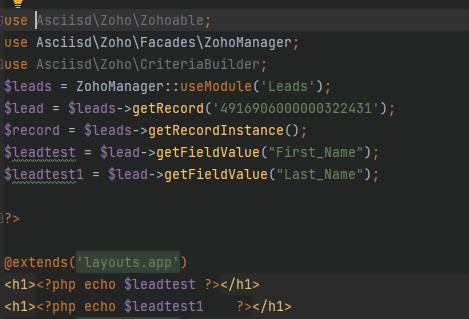 use Asciisd\Zoho\Zohoable;
use Asciisd\Zoho\Facades\ZohoManager;
use Asciisd\Zoho\CriteriaBuilder;
$leads = ZohoManager::useModule('Leads');
$lead = $leads->getRecord('4916906000000322431');
$record = $leads->getRecordInstance();
$leadtest = $lead->getFieldValue("First_Name");
$leadtest1 = $lead->getFieldValue("Last_Name");
?>
@extends('layouts.app')
<h1><?php echo $leadtest ?></h1>
<h1><?php echo $leadtest1    ?></h1>